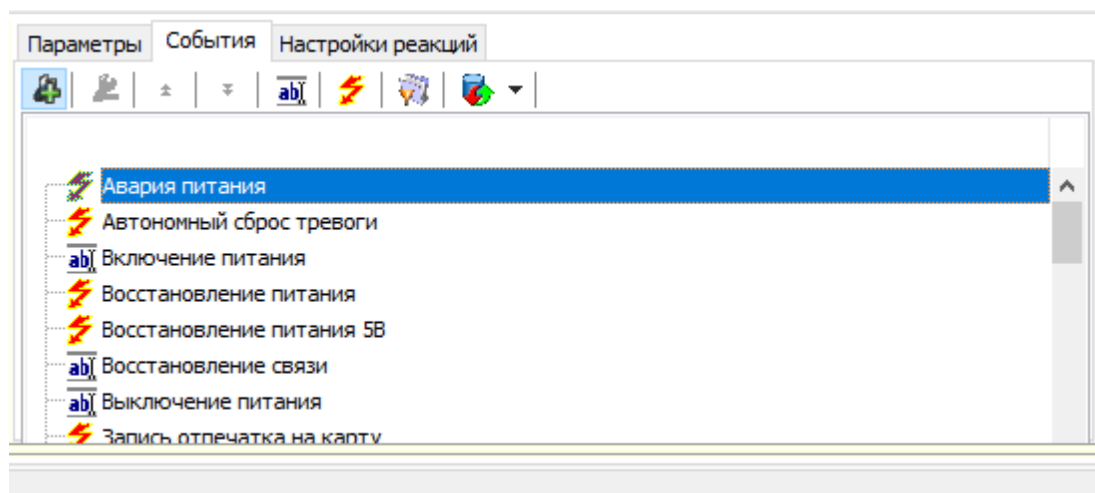 Параметры События Настройки реакций
Авария питания
Автономный сброс тревоги
ab Включение питания
Восстановление питания
Восстановление питания 5В
ab Восстановление связи
ab Выключение питания
Запись отпечатка на карту